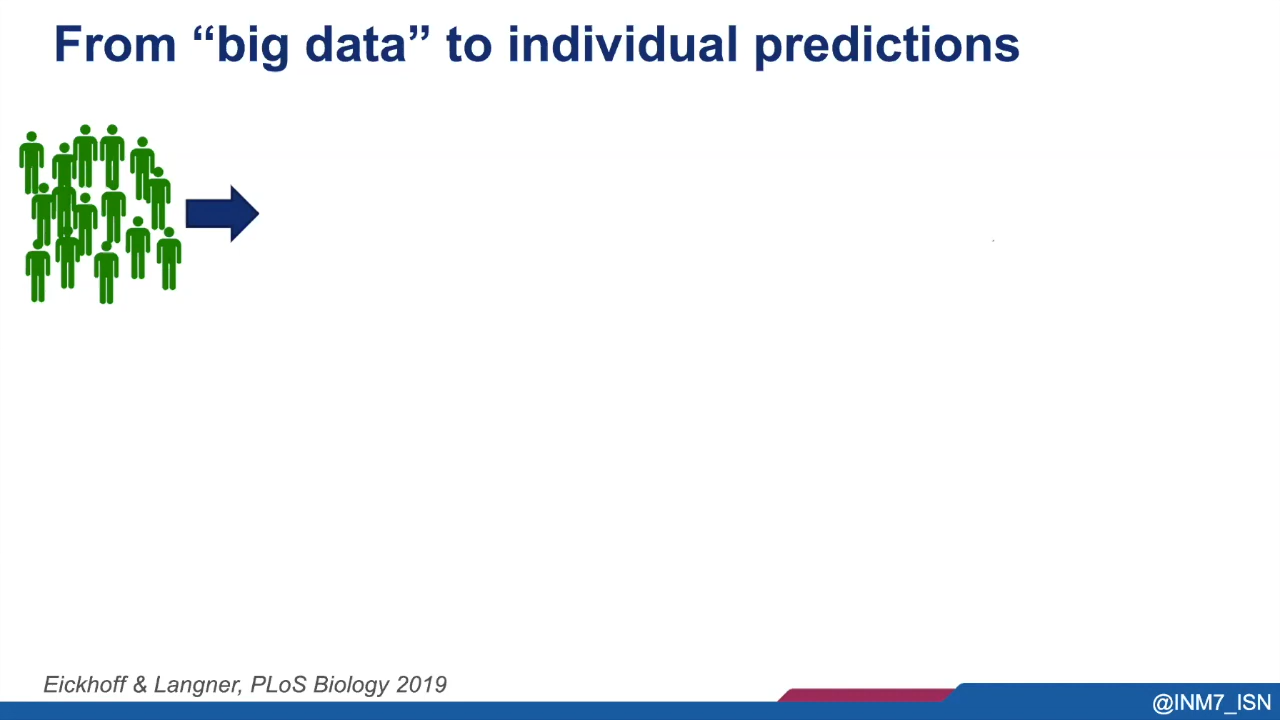 From “big data” to individual predictions
Eickhoff & Langner, PLoS Biology 2019
@INM7_ISN